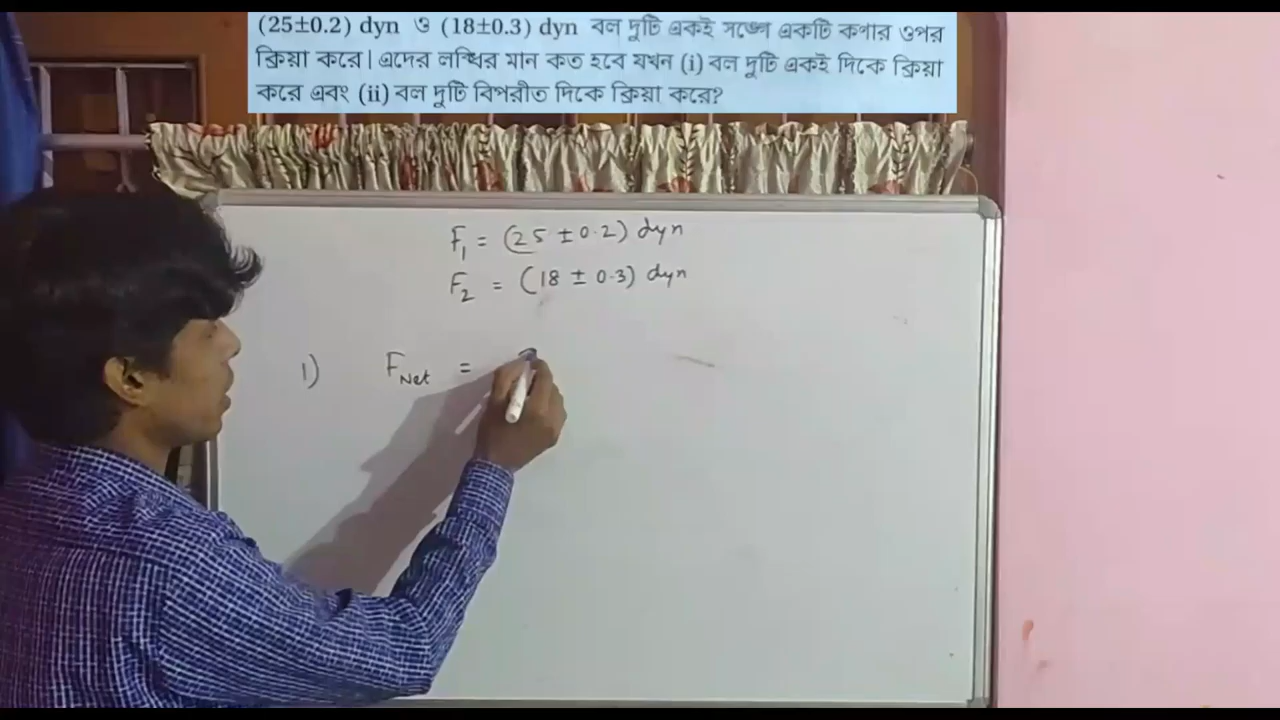 (25±0.2) dyn ও (18±0.3) dyn বল দুটি একই সঙ্গে একটি কণার ওপর
ক্রিয়া করে। এদের লব্ধির মান কত হবে যখন (i) বল দুটি একই দিকে ক্রিয়া
করে এবং (ii) বল দুটি বিপরীত দিকে ক্রিয়া করে?
F₁ = (25 ±0.2) dyn
F₂ = (18 ± 0.3) dyn
1) F_Net =